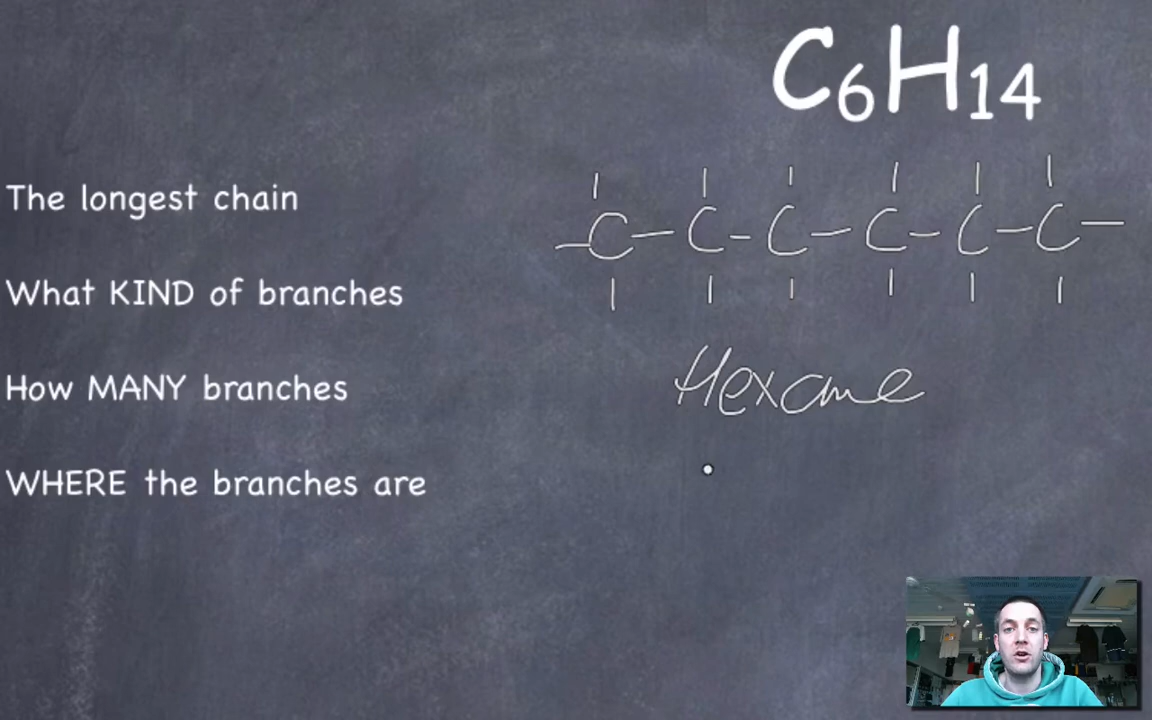 C6H14
The longest chain
C - C - C - C - C - C
What KIND of branches
How MANY branches
Hexane
WHERE the branches are